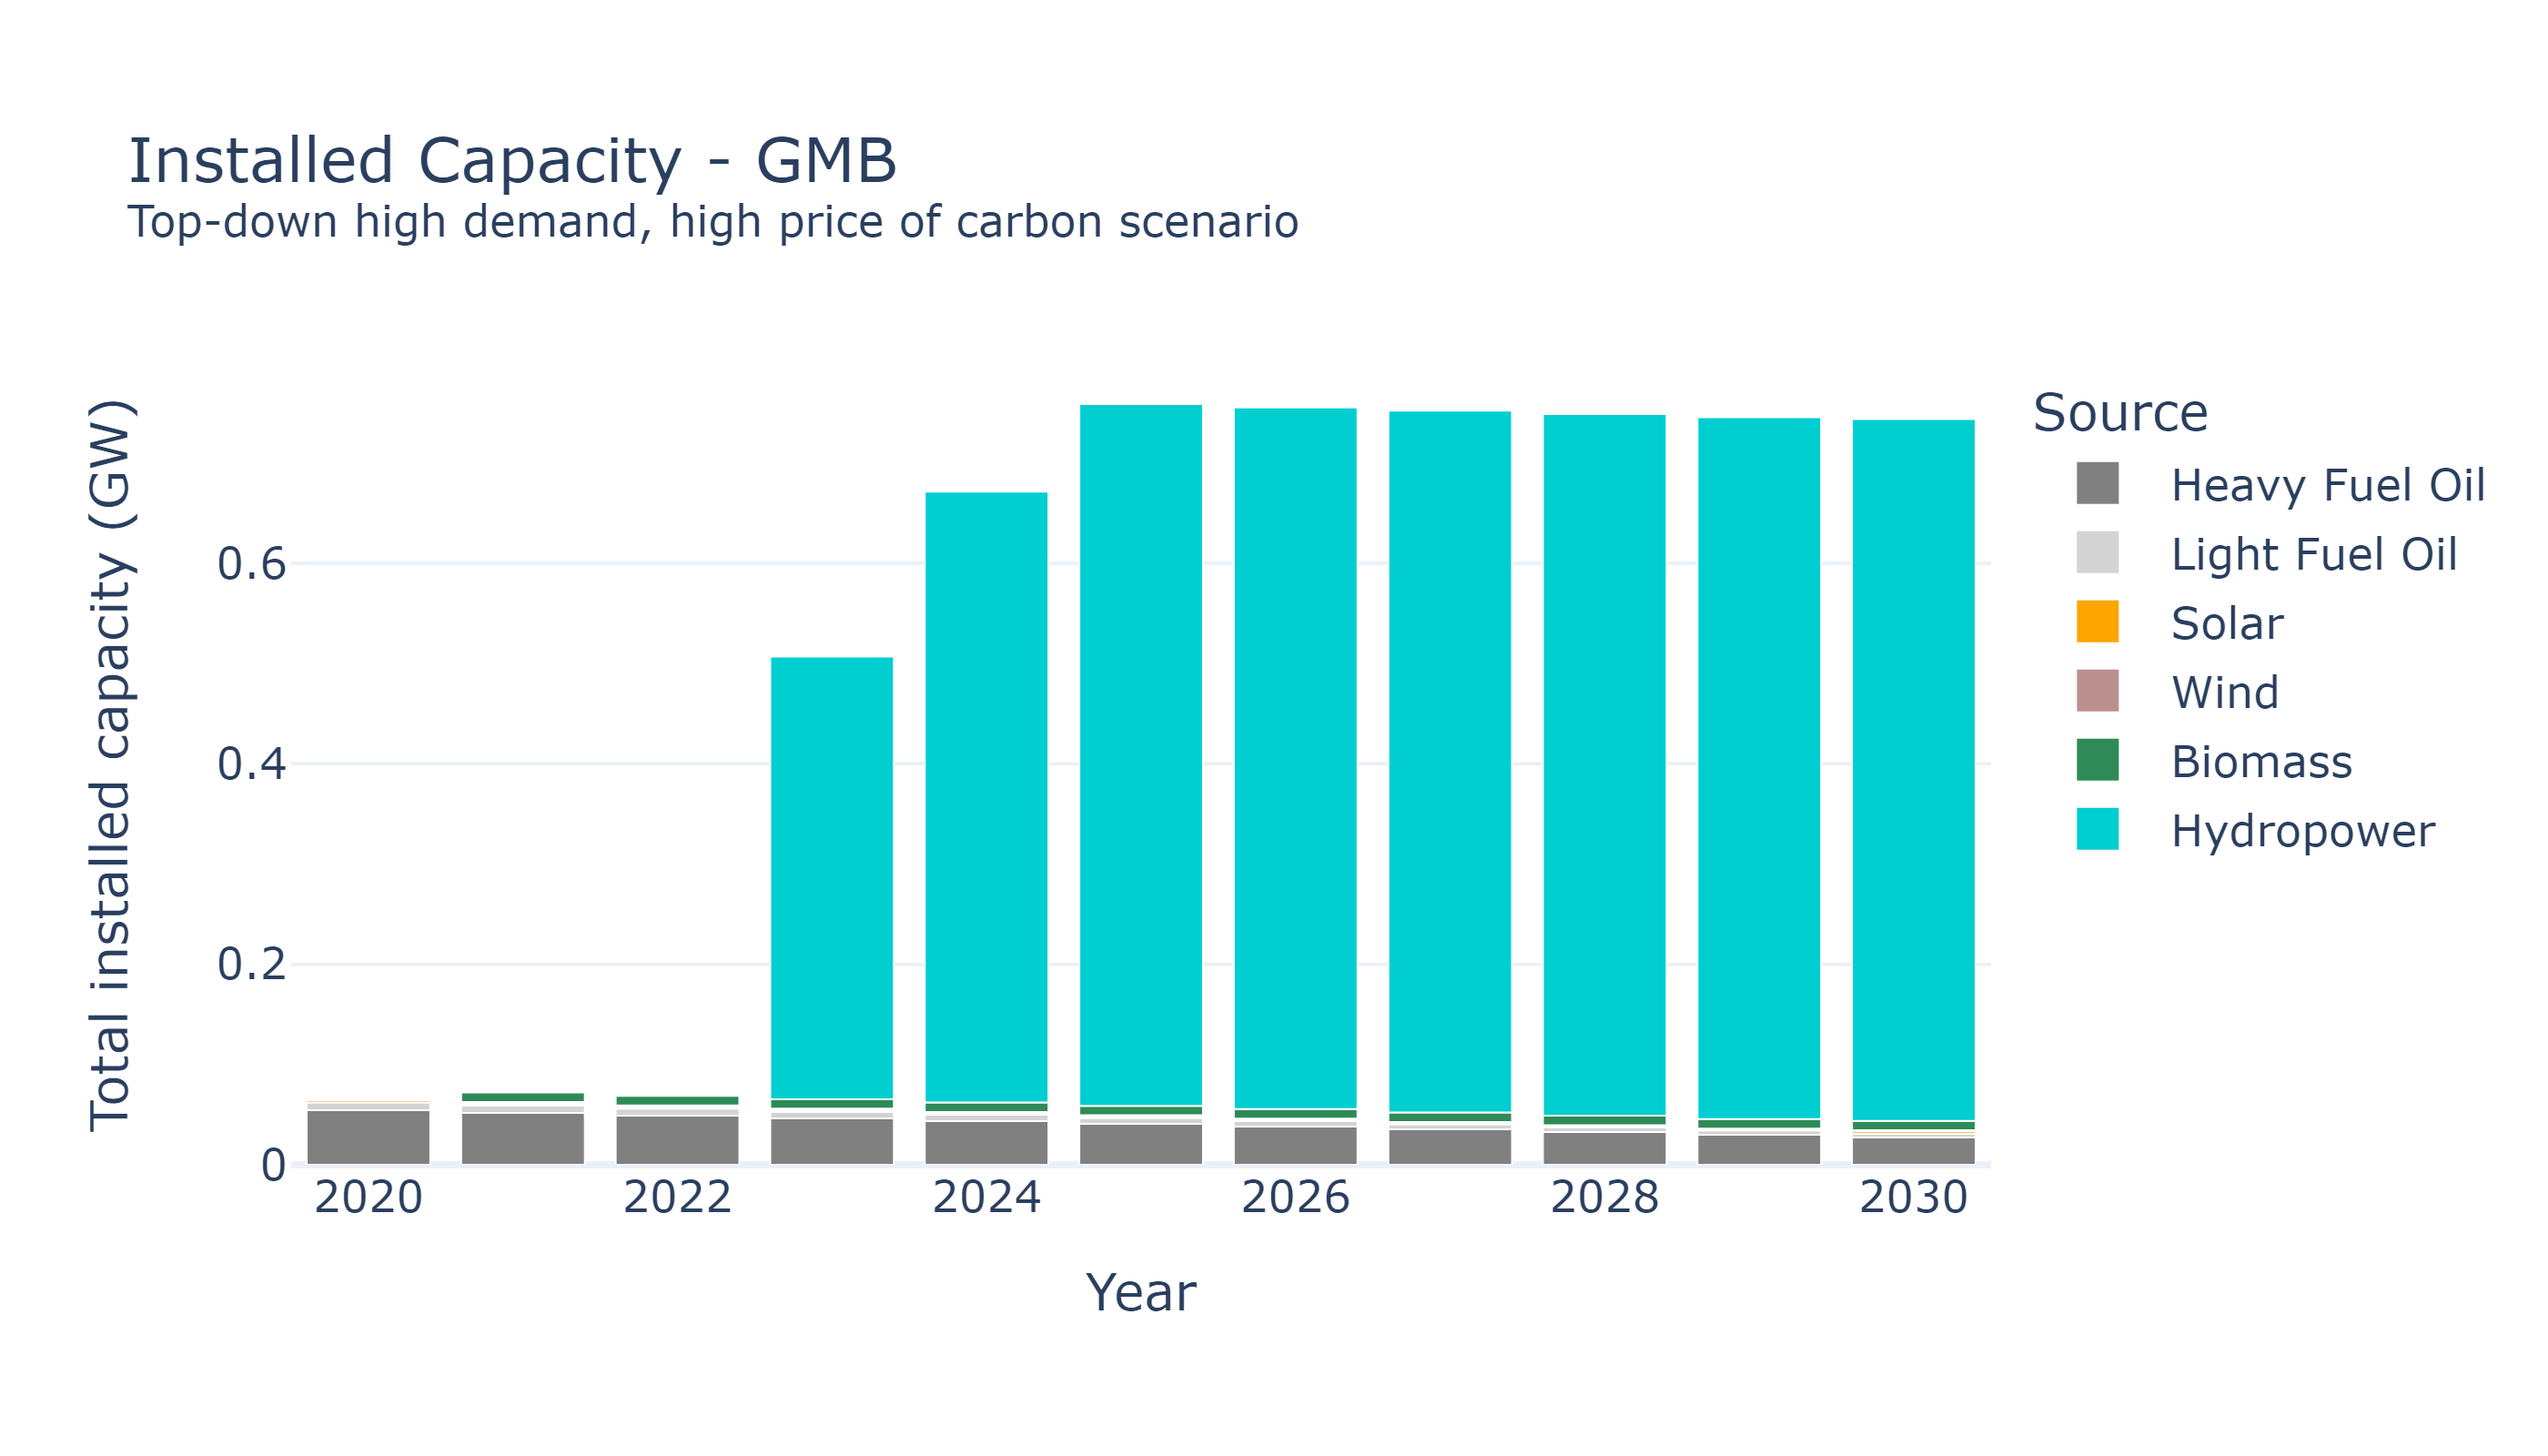 Installed Capacity - GMB
Top-down high demand, high price of carbon scenario
Total installed capacity (GW)
0.6
0.4
0.2
0
2020
2022
2024
2026
2028
2030
Year
Source
Heavy Fuel Oil
Light Fuel Oil
Solar
Wind
Biomass
Hydropower